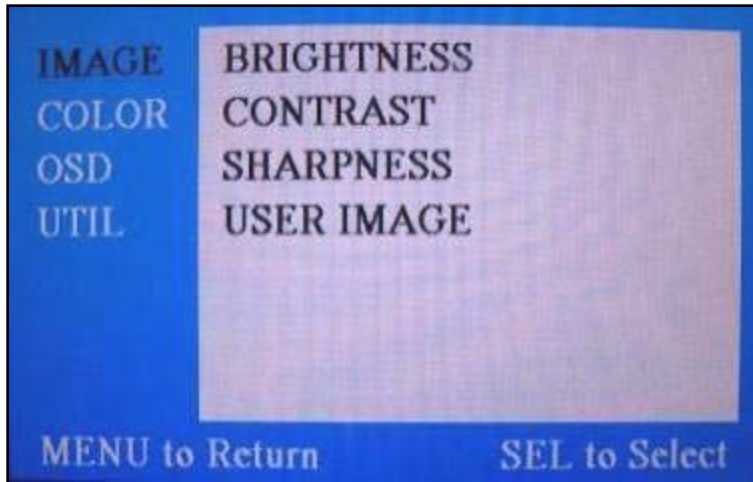 IMAGE BRIGHTNESS
COLOR CONTRAST
OSD SHARPNESS
UTIL USER IMAGE
MENU to Return SEL to Select